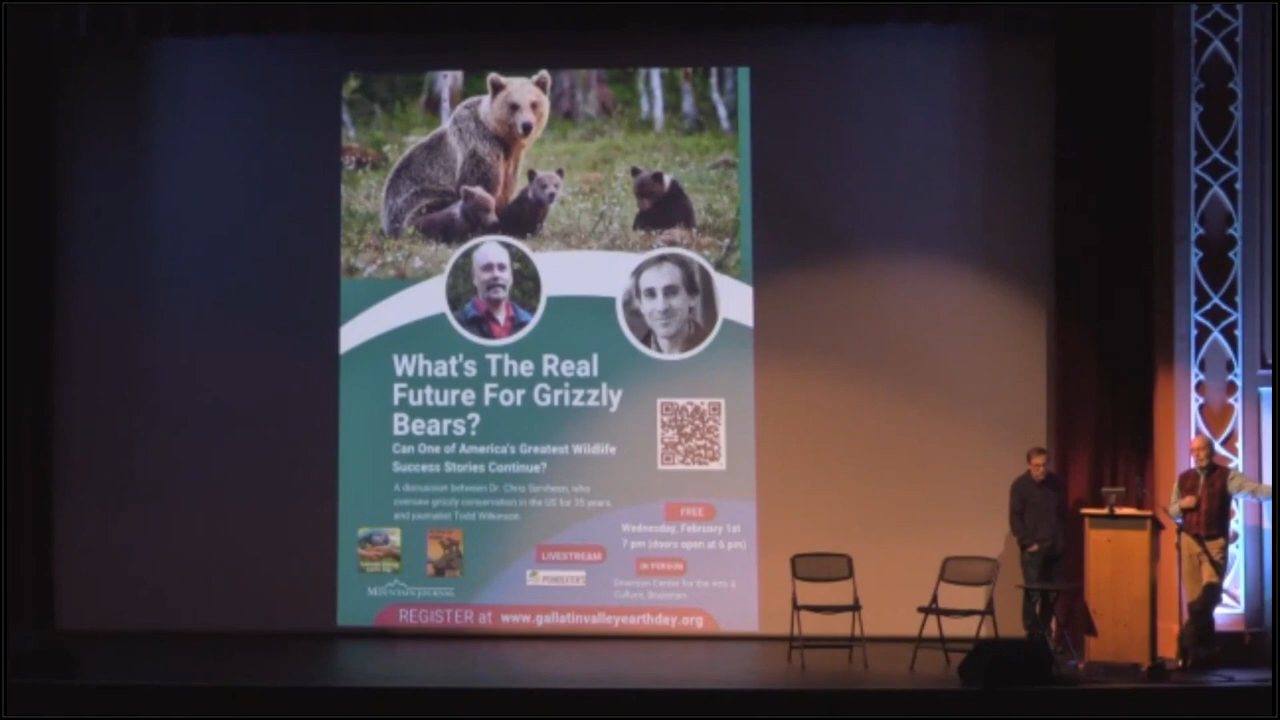 What's The Real
Future For Grizzly
Bears?
Can One of America's Greatest Wildlife
Success Stories Continue?
A discussion between Dr. Chris Servheen, who
oversaw grizzly conservation in the US for 35 years,
and journalist Todd Wilkinson.
FREE
Wednesday, February 1st
7 pm (doors open at 6 pm)
LIVESTREAM
IN PERSON
Emerson Center for the Arts &
Culture, Bozeman
MOUNTAIN JOURNAL
REGISTER at www.gallatinvalleyearthday.org